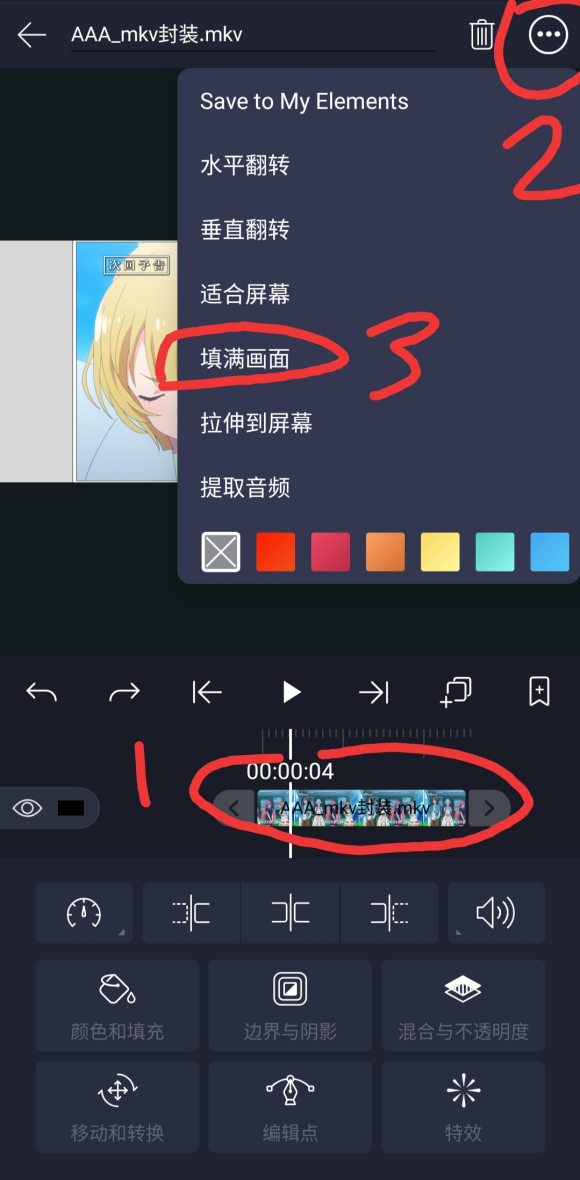 AAA_mkv封装.mkv
Save to My Elements
2
水平翻转
垂直翻转
次回予告
适合屏幕
填满画面
3
拉伸到屏幕
提取音频
1
00:00:04
AAA_mkv封装.mkv
颜色和填充
边界与阴影
混合与不透明度
移动和转换
编辑点
特效